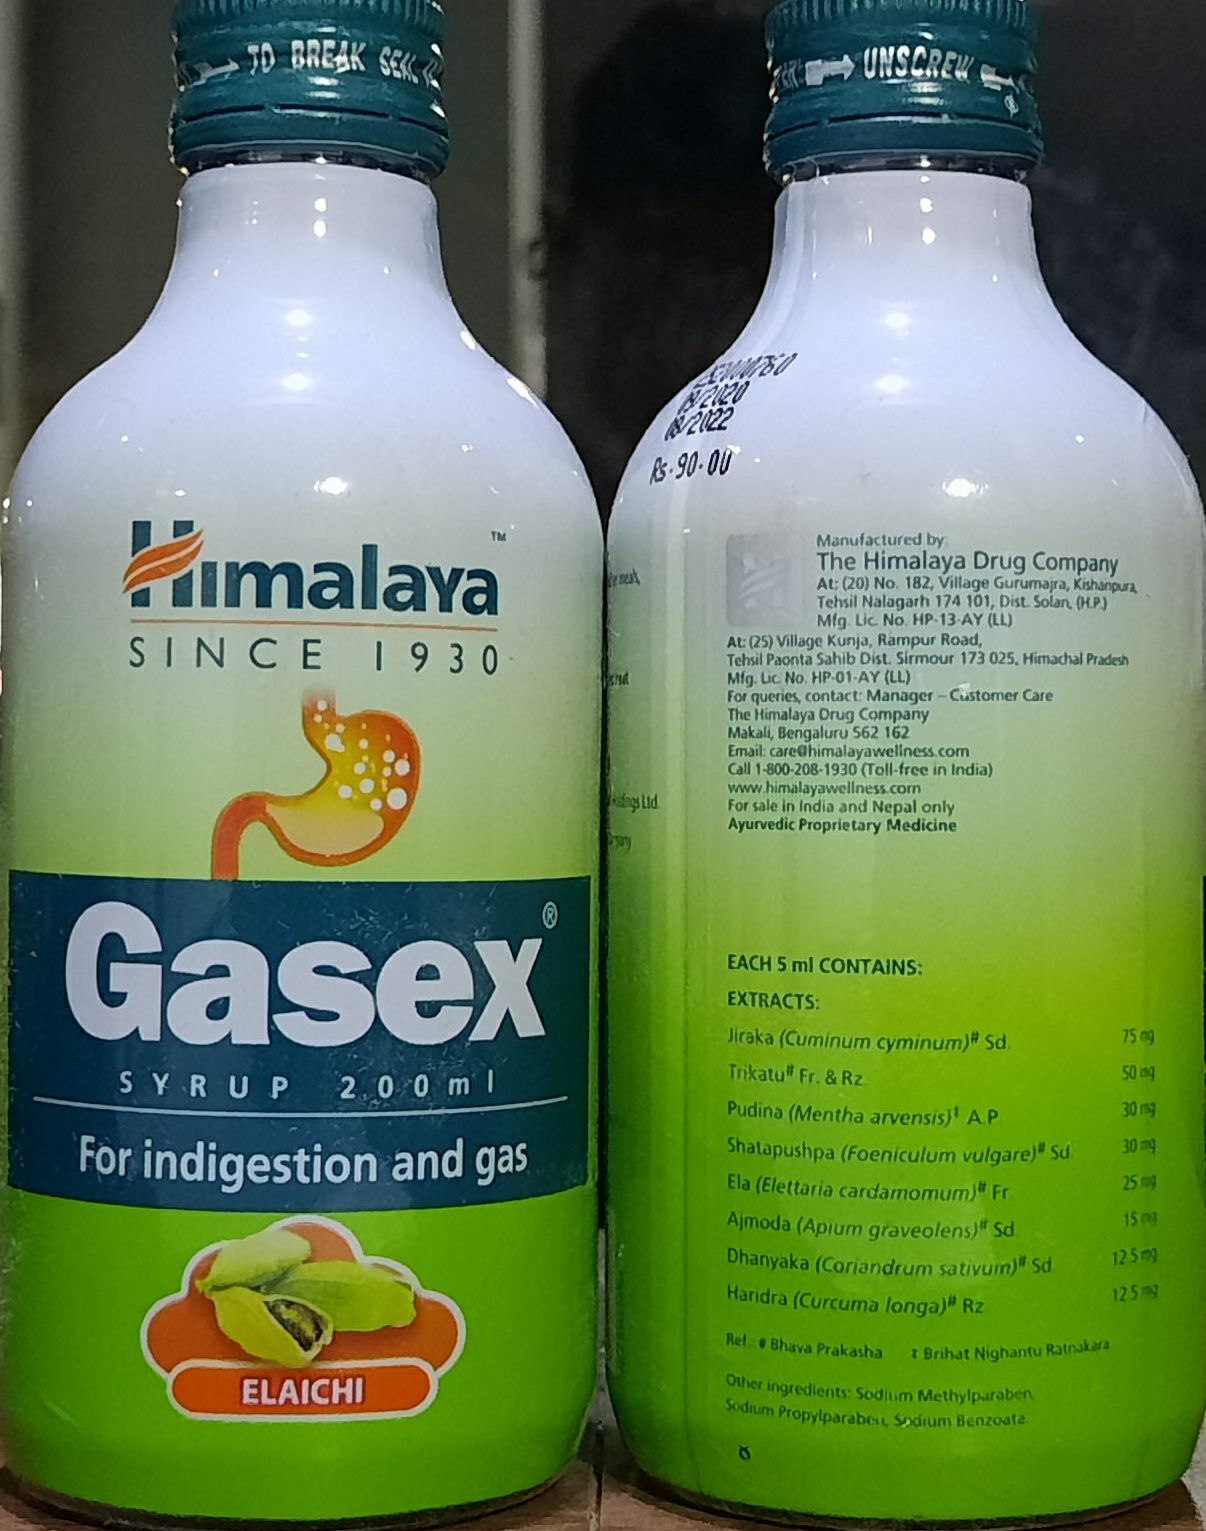 TO BREAK SEAL
Himalaya
™
SINCE 1930
Gasex
®
SYRUP 200ml
For indigestion and gas
ELAICHI
UNSCREW
09/2020
08/2022
Rs.90.00
Manufactured by:
The Himalaya Drug Company
At: (20) No. 182, Village Gurumajra, Kishanpura,
Tehsil Nalagarh 174 101, Dist. Solan, (H.P.)
Mfg. Lic. No. HP-13-AY (LL)
At: (25) Village Kunja, Rampur Road,
Tehsil Paonta Sahib Dist. Sirmour 173 025, Himachal Pradesh
Mfg. Lic. No. HP-01-AY (LL)
For queries, contact: Manager – Customer Care
The Himalaya Drug Company
Makali, Bengaluru 562 162
Email: care@himalayawellness.com
Call 1-800-208-1930 (Toll-free in India)
www.himalayawellness.com
For sale in India and Nepal only
Ayurvedic Proprietary Medicine
meals,
Ltd.
EACH 5 ml CONTAINS:
EXTRACTS:
Jiraka (Cuminum cyminum)# Sd. 75 mg
Trikatu# Fr. & Rz. 50 mg
Pudina (Mentha arvensis)‡ A.P. 30 mg
Shatapushpa (Foeniculum vulgare)# Sd. 30 mg
Ela (Elettaria cardamomum)# Fr. 25 mg
Ajmoda (Apium graveolens)# Sd. 15 mg
Dhanyaka (Coriandrum sativum)# Sd. 12.5 mg
Haridra (Curcuma longa)# Rz. 12.5 mg
Ref.: # Bhava Prakasha ‡ Brihat Nighantu Ratnakara
Other ingredients: Sodium Methylparaben,
Sodium Propylparaben, Sodium Benzoate.